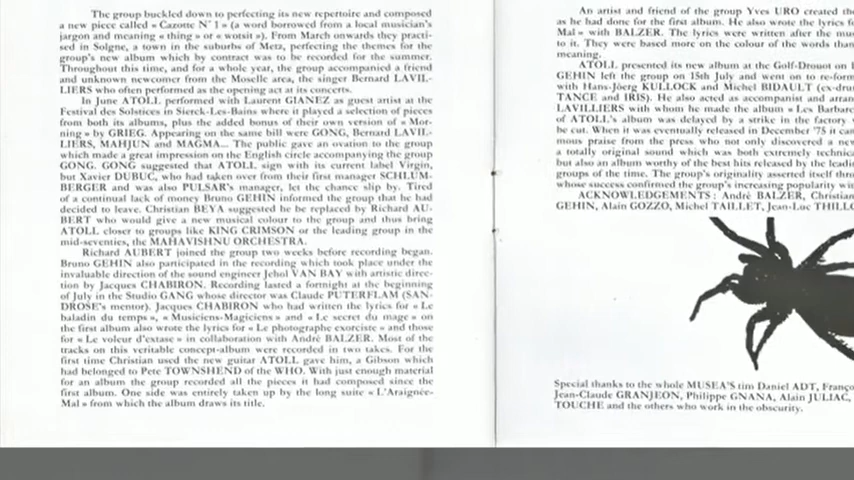 The group buckled down to perfecting its new repertoire and composed
a new piece called « Cazotte N° 1 » (a word borrowed from a local musician's
jargon and meaning « thing » or « wotsit »). From March onwards they practi-
sed in Solgne, a town in the suburbs of Metz, perfecting the themes for the
group's new album which by contract was to be recorded for the summer.
Throughout this time, and for a whole year, the group accompanied a friend
and unknown newcomer from the Moselle area, the singer Bernard LAVIL-
LIERS who often performed as the opening act at its concerts.
In June ATOLL performed with Laurent GIANEZ as guest artist at the
Festival des Solstices in Sierck-Les-Bains where it played a selection of pieces
from both its albums, plus the added bonus of their own version of « Mor-
ning » by GRIEG. Appearing on the same bill were GONG, Bernard LAVIL-
LIERS, MAHJUN and MAGMA... The public gave an ovation to the group
which made a great impression on the English circle accompanying the group
GONG. GONG suggested that ATOLL sign with its current label Virgin,
but Xavier DUBUC, who had taken over from their first manager SCHLUM-
BERGER and was also PULSAR's manager, let the chance slip by. Tired
of a continual lack of money Bruno GEHIN informed the group that he had
decided to leave. Christian BEYA suggested he be replaced by Richard AU-
BERT who would give a new musical colour to the group and thus bring
ATOLL closer to groups like KING CRIMSON or the leading group in the
mid-seventies, the MAHAVISHNU ORCHESTRA.
Richard AUBERT joined the group two weeks before recording began.
Bruno GEHIN also participated in the recording which took place under the
invaluable direction of the sound engineer Jehol VAN BAY with artistic direc-
tion by Jacques CHABIRON. Recording lasted a fortnight at the beginning
of July in the Studio GANG whose director was Claude PUTERFLAM (SAN-
DROSE's mentor). Jacques CHABIRON who had written the lyrics for « Le
baladin du temps », « Musiciens-Magiciens » and « Le secret du mage » on
the first album also wrote the lyrics for « Le photographe exorciste » and those
for « Le voleur d'extase » in collaboration with André BALZER. Most of the
tracks on this veritable concept-album were recorded in two takes. For the
first time Christian used the new guitar ATOLL gave him, a Gibson which
had belonged to Pete TOWNSHEND of the WHO. With just enough material
for an album the group recorded all the pieces it had composed since the
first album. One side was entirely taken up by the long suite « L'Araignée-
Mal » from which the album draws its title.
An artist and friend of the group Yves URO created the
as he had done for the first album. He also wrote the lyrics f
Mal » with BALZER. The lyrics were written after the mu
to it. They were based more on the colour of the words than
meaning.
ATOLL presented its new album at the Golf-Drouot on
GEHIN left the group on 15th July and went on to re-form
with Hans-Jöerg KULLOCK and Michel BIDAULT (ex-dru
TANCE and IRIS). He also acted as accompanist and arran
LAVILLIERS with whom he made the album « Les Barbar
of ATOLL's album was delayed by a strike in the factory
be cut. When it was eventually released in December '75 it can
mous praise from the press who not only discovered a ne
a totally original sound which was both extremely technica
but also an album worthy of the best hits released by the leadi
groups of the time. The group's originality asserted itself thro
whose success confirmed the group's increasing popularity wi
ACKNOWLEDGEMENTS : André BALZER, Christian
GEHIN, Alain GOZZO, Michel TAILLET, Jean-Luc THILLO
Special thanks to the whole MUSEA'S tim Daniel ADT, Franço
Jean-Claude GRANJEON, Philippe GNANA, Alain JULIAC,
TOUCHE and the others who work in the obscurity.